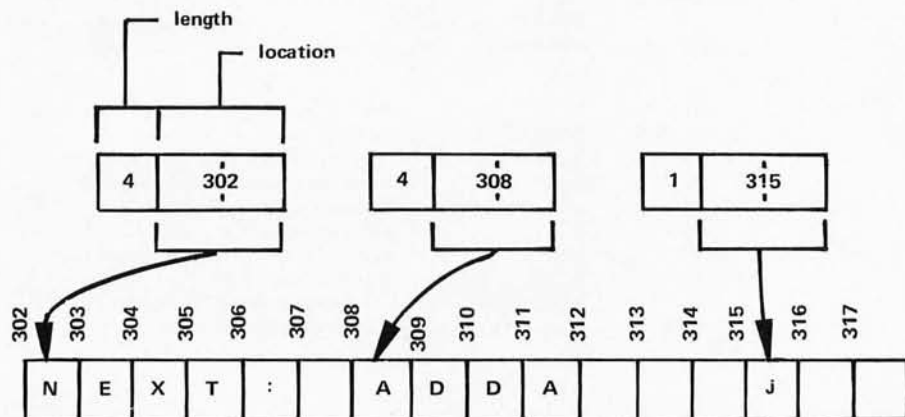 length
location
4 302 4 308 1 315
302 303 304 305 306 307 308 309 310 311 312 313 314 315 316 317
N E X T : A D D A j